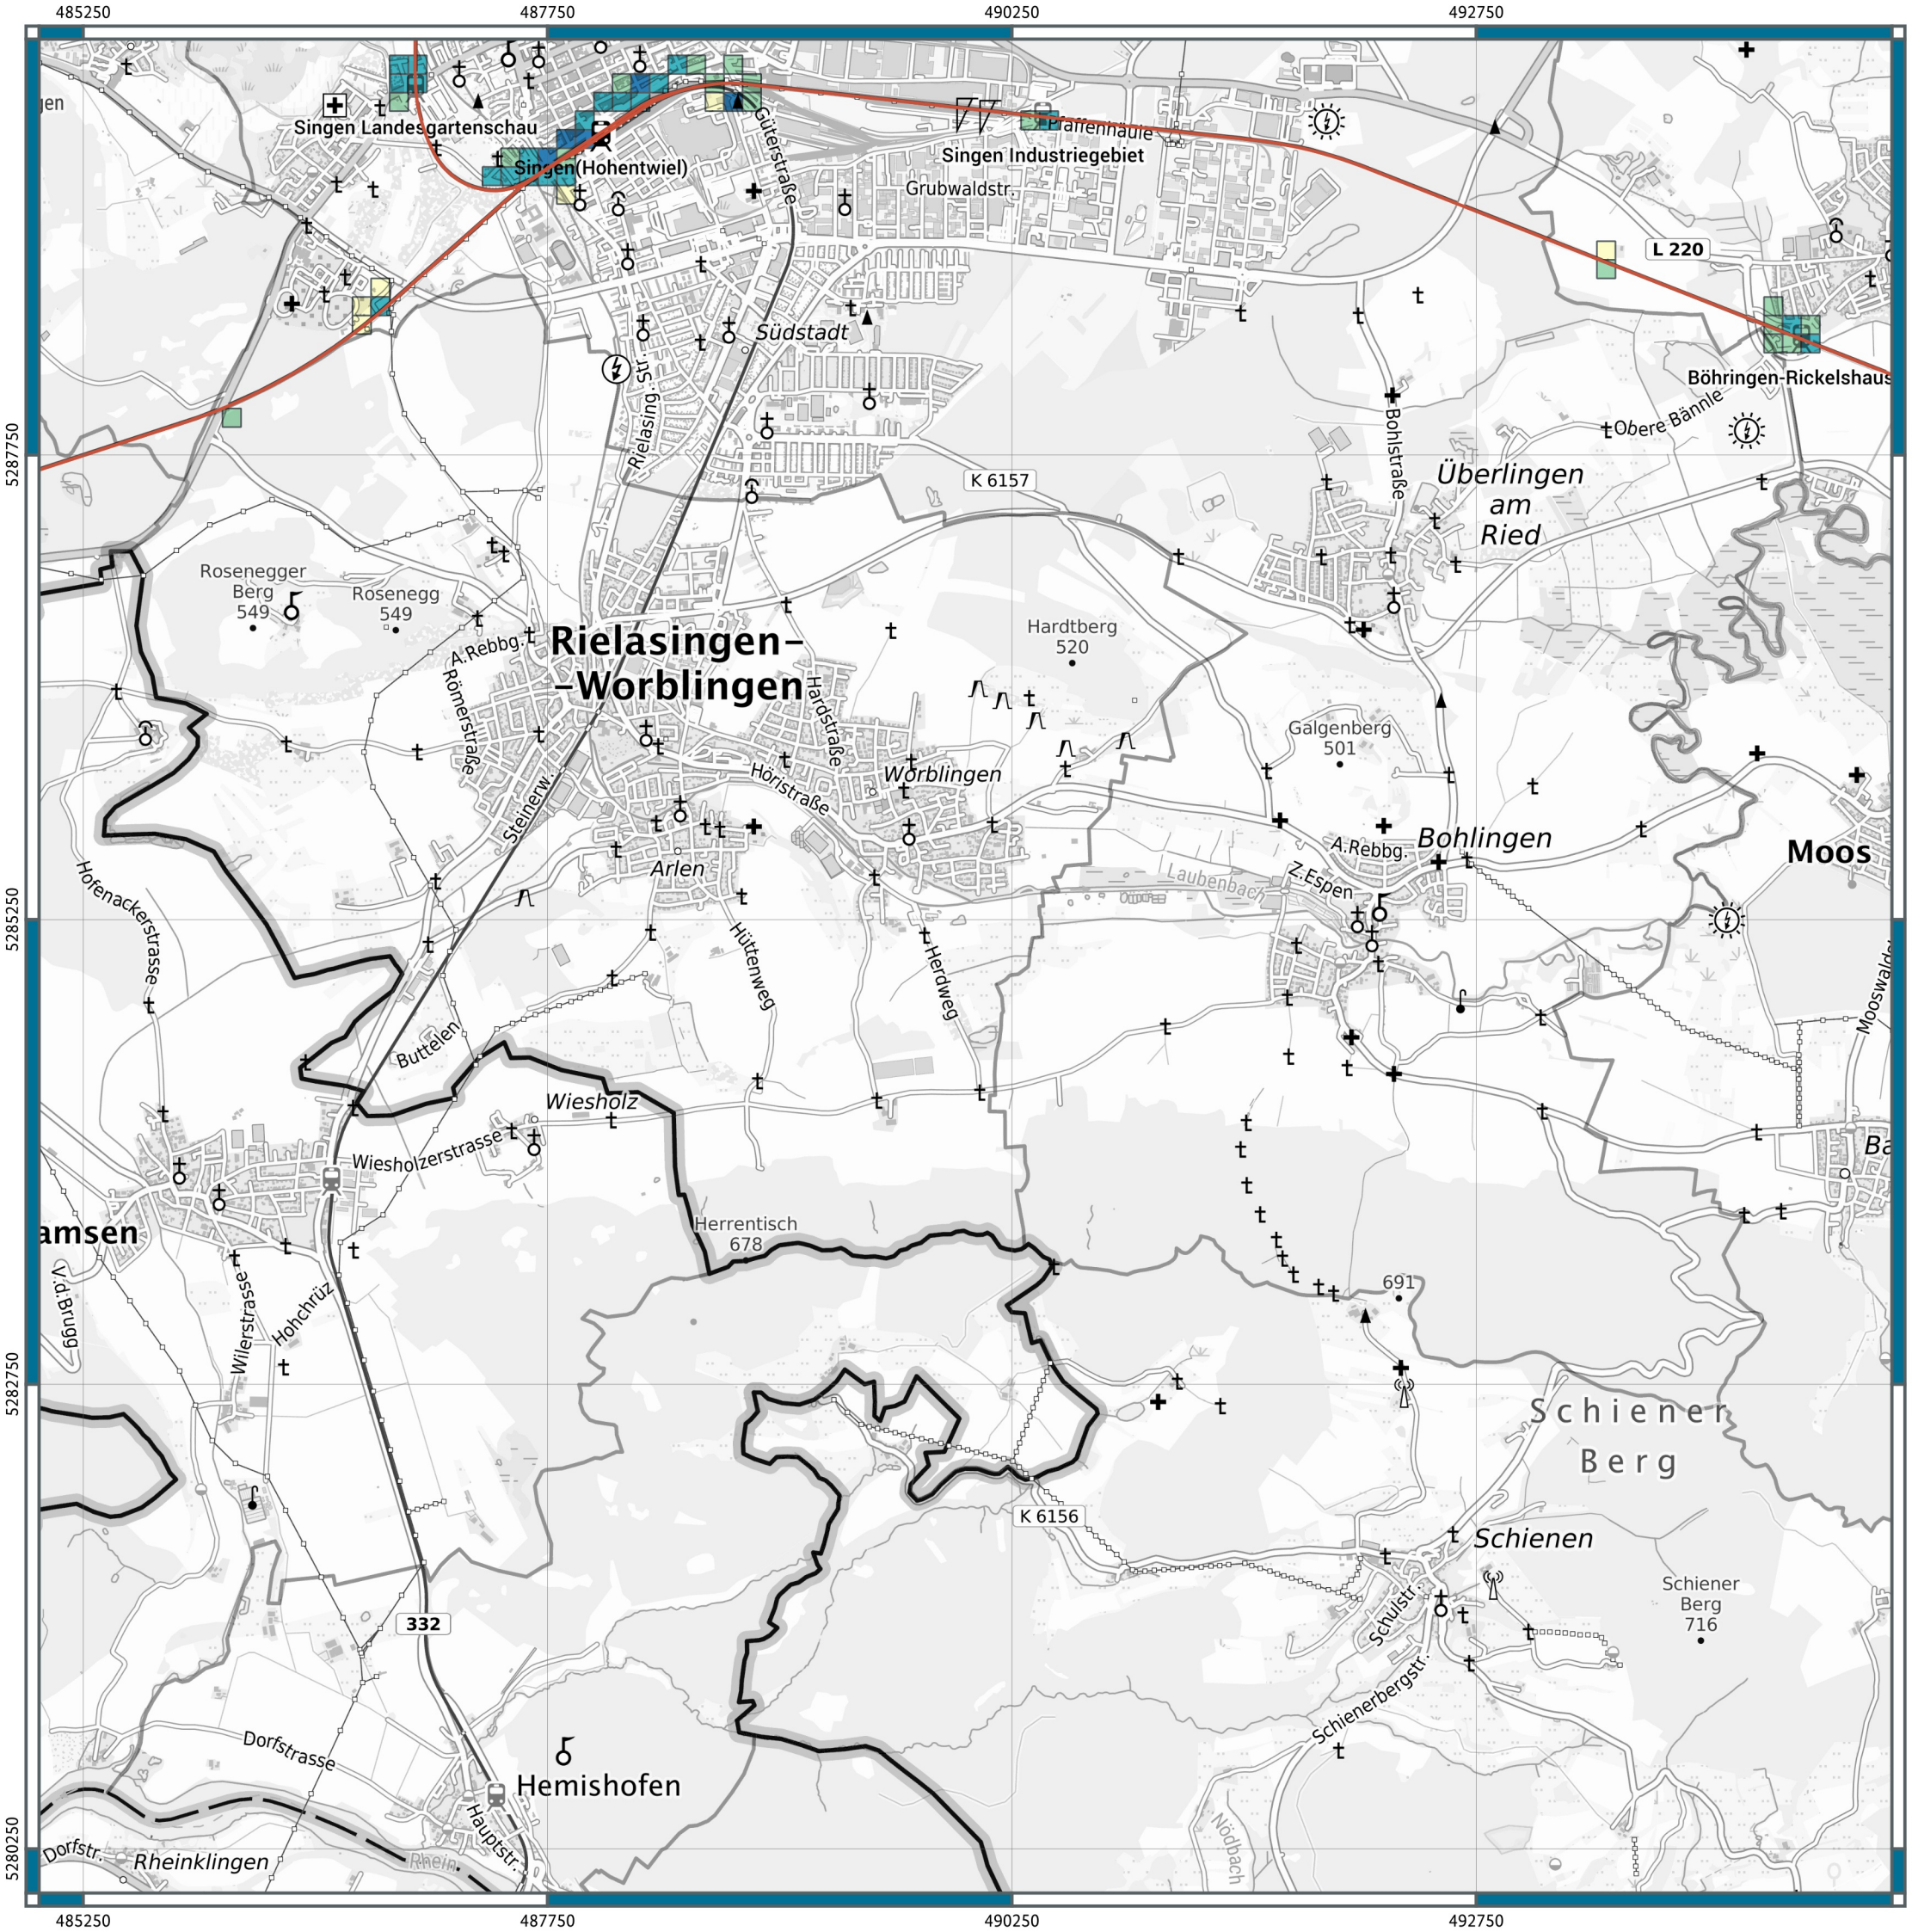 485250
487750
490250
492750
Singen Landesgartenschau
Singen(Hohentwiel)
Güterstraße
Pfaffenhäule
Singen Industriegebiet
Grubwaldstr.
L 220
Südstadt
Rielasing. Str.
Böhringen-Rickelshaus
Obere Bännle
Bohlstraße
5287750
K 6157
Überlingen
am
Ried
Rosenegger
Berg
549
Rosenegg
549
A.Rebbg.
Römerstraße
Rielasingen-
-Worblingen
Hardtberg
520
Hardstraße
Galgenberg
501
Höristraße
Worblingen
Steinerw.
Arlen
A.Rebbg.
Bohlingen
Moos
Laubenbach
Z.Espen
Hofenackerstrasse
5285250
Hüttenweg
Herdweg
Mooswald
Buttelen
Wiesholz
Wiesholzerstrasse
Ba
amsen
Herrentisch
678
V.d.Brugg
Wilerstrasse
Hohchrüz
691
5282750
Schiener
Berg
K 6156
Schienen
332
Schulstr.
Schiener
Berg
716
Schienerbergstr.
Dorfstrasse
Hemishofen
Hauptstr.
Nödbach
5280250
Dorfstr.
Rheinklingen
Rhein
485250
487750
490250
492750